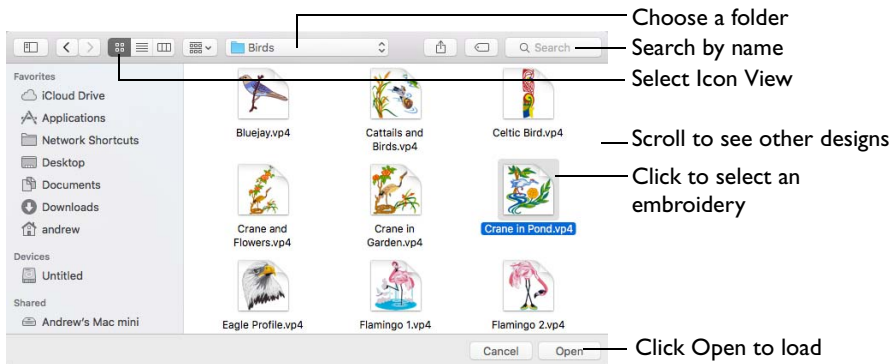 Choose a folder
Birds
Search
Search by name
Select Icon View
Favorites
iCloud Drive
Applications
Network Shortcuts
Desktop
Documents
Downloads
andrew
Devices
Untitled
Shared
Andrew's Mac mini
Bluejay.vp4
Cattails and
Birds.vp4
Celtic Bird.vp4
Scroll to see other designs
Click to select an
embroidery
Crane and
Flowers.vp4
Crane in
Garden.vp4
Crane in Pond.vp4
Eagle Profile.vp4
Flamingo 1.vp4
Flamingo 2.vp4
Cancel
Open
Click Open to load